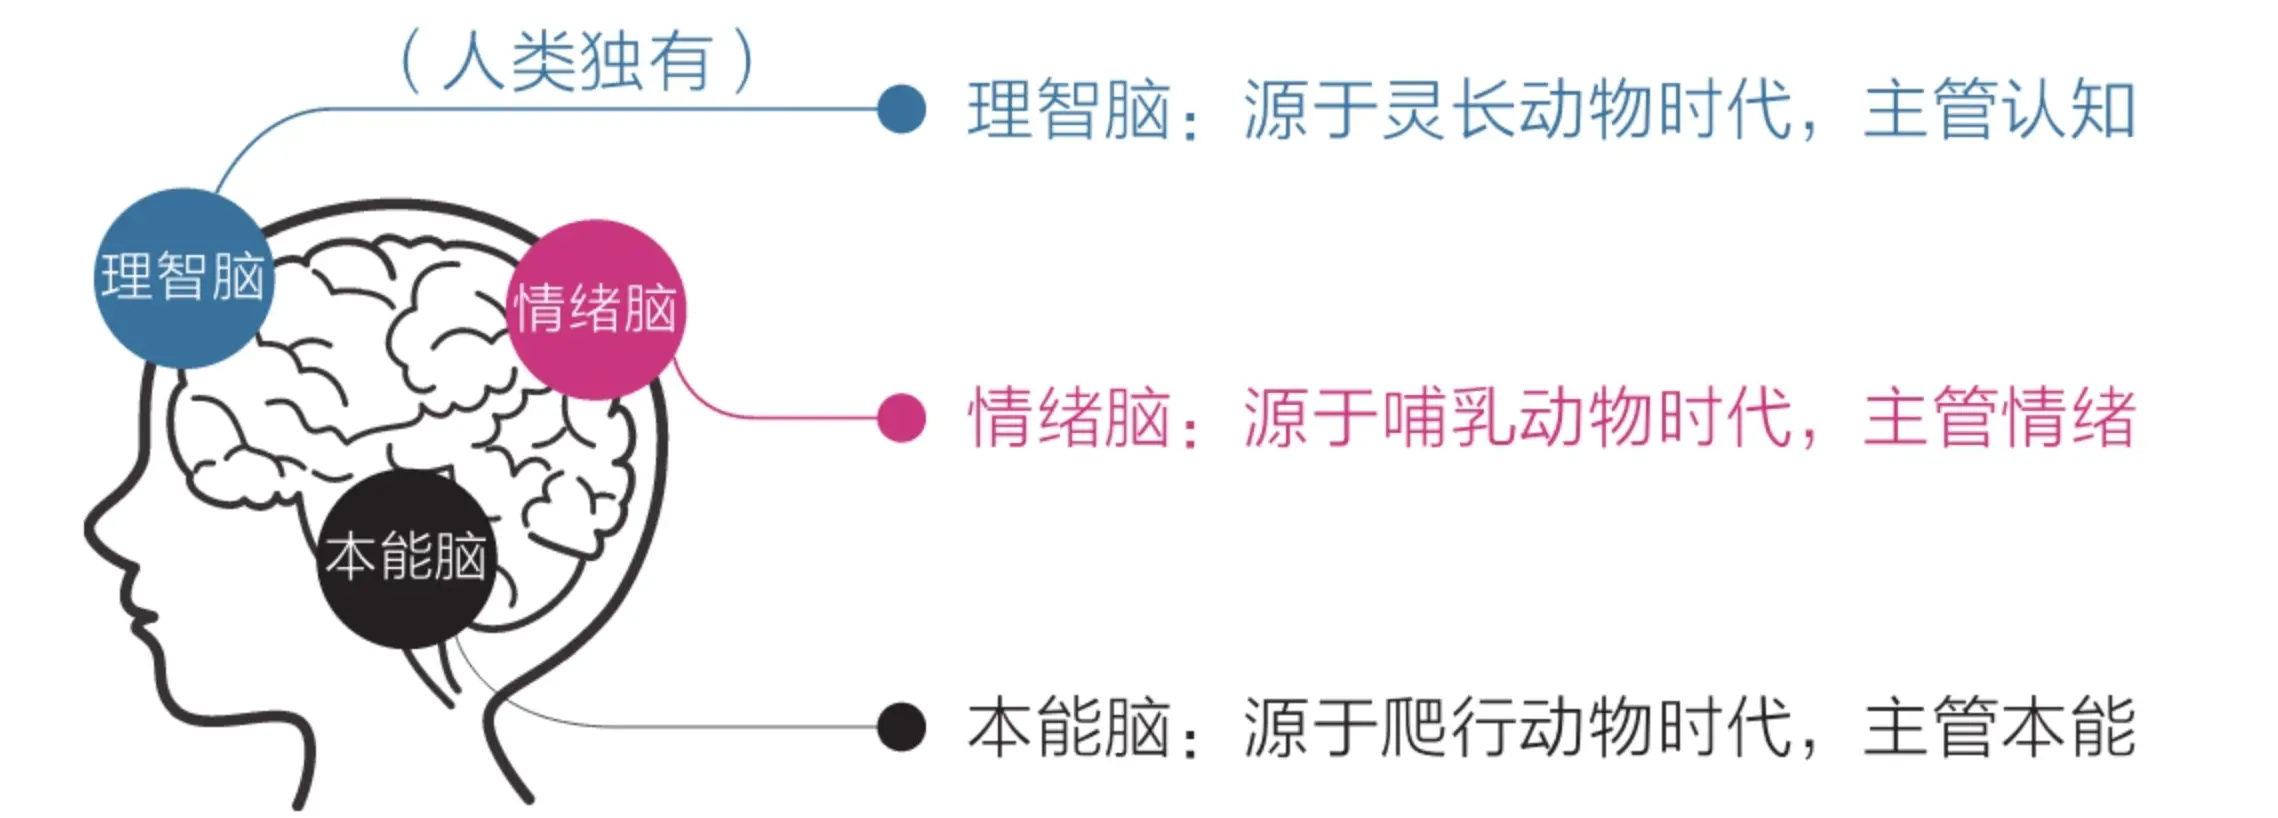 （人类独有）
理智脑：源于灵长动物时代，主管认知
理智脑
情绪脑
情绪脑：源于哺乳动物时代，主管情绪
本能脑
本能脑：源于爬行动物时代，主管本能